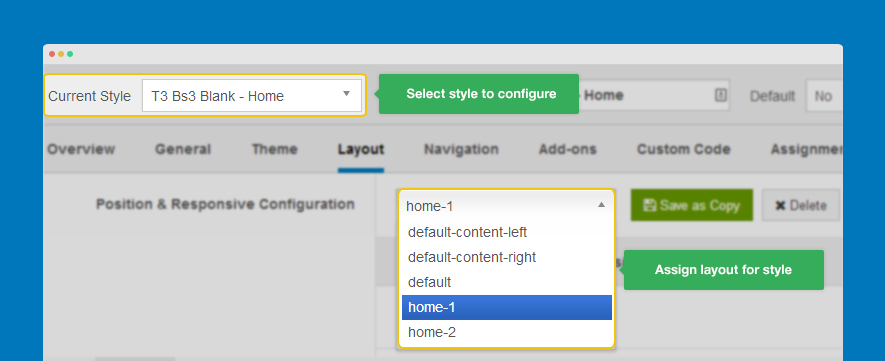 Current Style T3 Bs3 Blank - Home Select style to configure Home Default No
Overview General Theme Layout Navigation Add-ons Custom Code Assignmen
Position & Responsive Configuration home-1 Save as Copy Delete
default-content-left
default-content-right
Assign layout for style
default
home-1
home-2